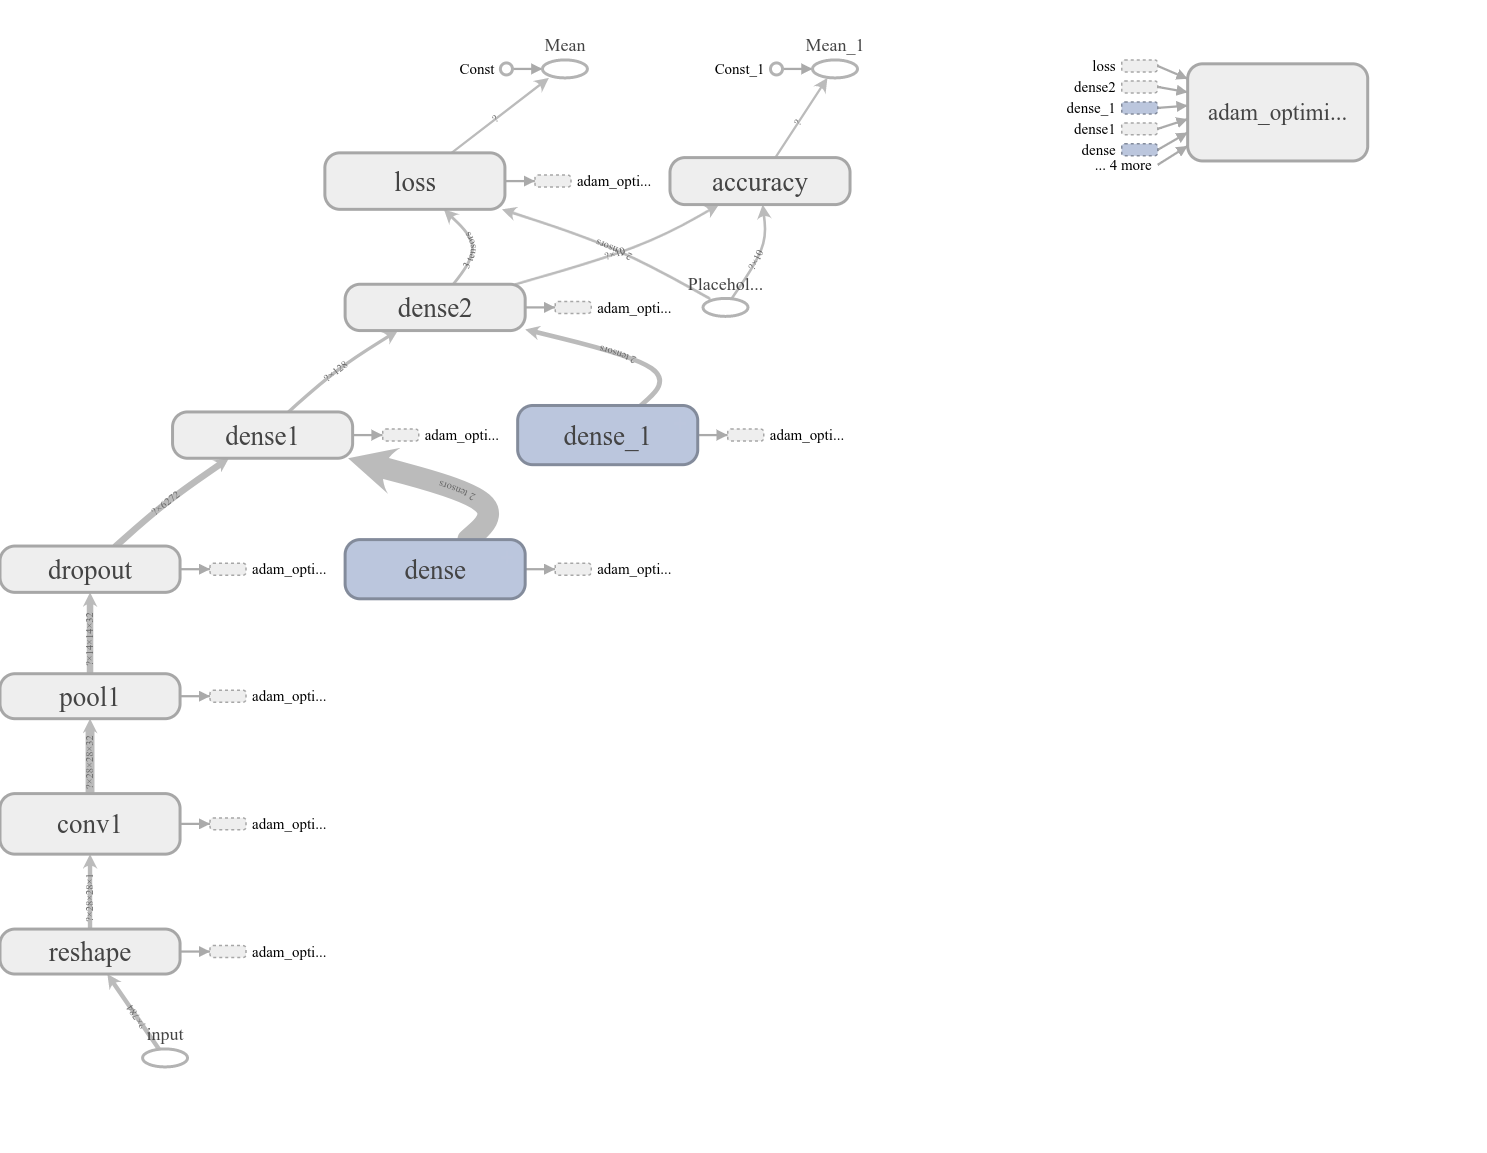 Mean
Mean_1
Const
Const_1
loss
dense2
dense_1
dense1
dense
... 4 more
adam_optimi...
?
?
loss
adam_opti...
accuracy
3 tensors
?×10
?×10
Placehol...
dense2
adam_opti...
?×128
2 tensors
dense1
adam_opti...
dense_1
adam_opti...
?×6272
2 tensors
dropout
adam_opti...
dense
adam_opti...
?×14×14×32
pool1
adam_opti...
?×28×28×32
conv1
adam_opti...
?×28×28×1
reshape
adam_opti...
?×784
input